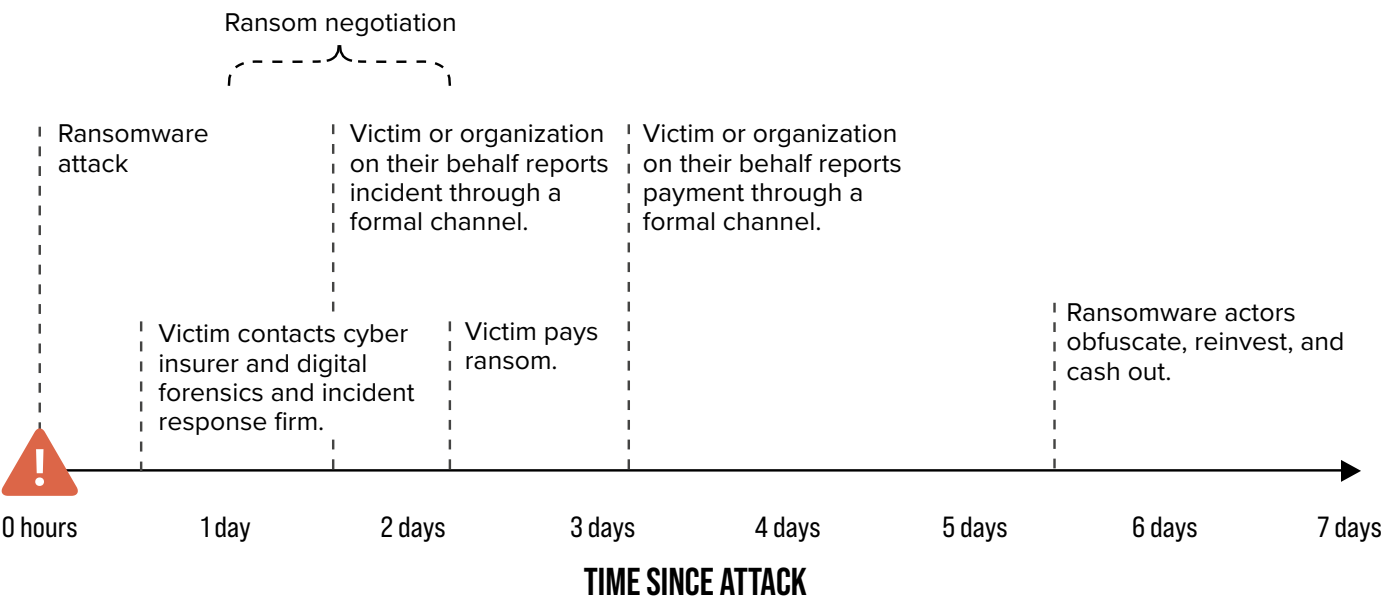 Ransom negotiation
Ransomware
attack
Victim or organization
on their behalf reports
incident through a
formal channel.
Victim or organization
on their behalf reports
payment through a
formal channel.
Victim contacts cyber
insurer and digital
forensics and incident
response firm.
Victim pays
ransom.
Ransomware actors
obfuscate, reinvest, and
cash out.
!
0 hours
1 day
2 days
3 days
4 days
5 days
6 days
7 days
TIME SINCE ATTACK